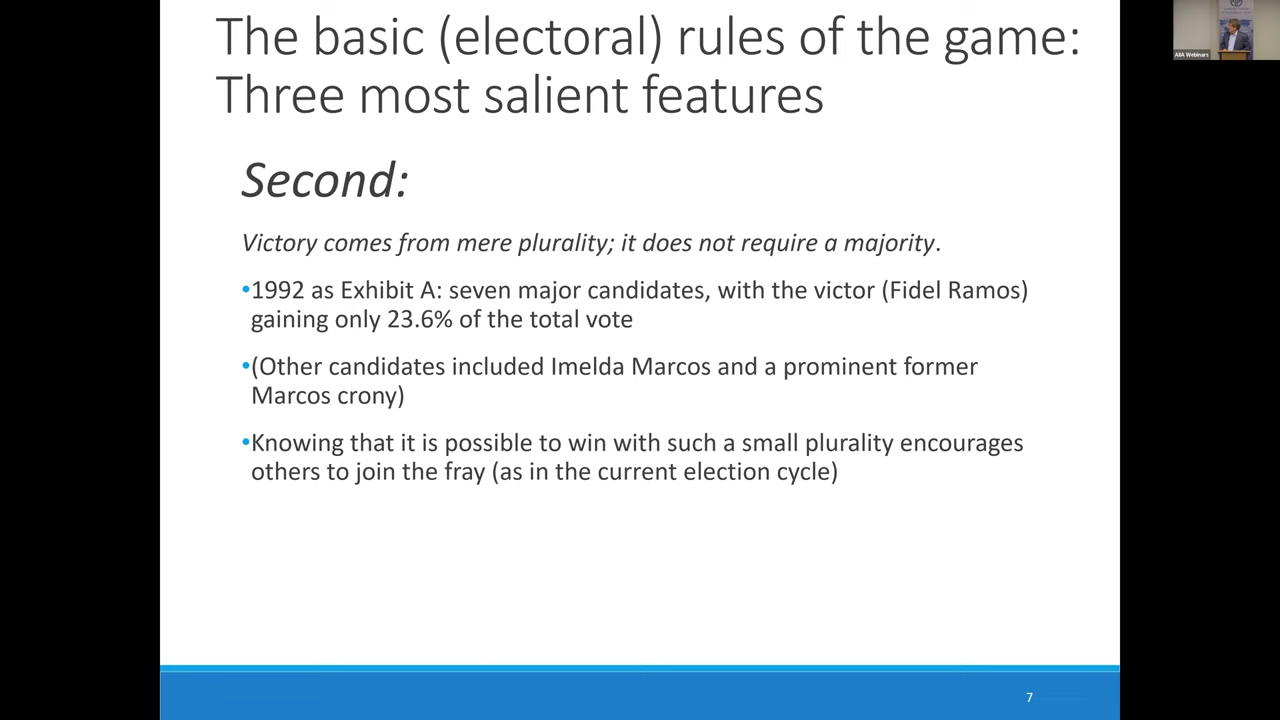 The basic (electoral) rules of the game:
Three most salient features
Second:
Victory comes from mere plurality; it does not require a majority.
•1992 as Exhibit A: seven major candidates, with the victor (Fidel Ramos)
gaining only 23.6% of the total vote
•(Other candidates included Imelda Marcos and a prominent former
Marcos crony)
•Knowing that it is possible to win with such a small plurality encourages
others to join the fray (as in the current election cycle)
7
AIIA Webinars